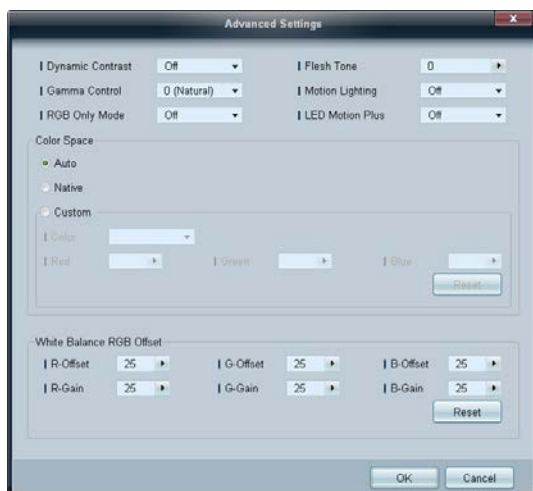 Advanced Settings
x
Dynamic Contrast Off Flesh Tone 0
Gamma Control 0 (Natural) Motion Lighting Off
RGB Only Mode Off LED Motion Plus Off
Color Space
Auto
Native
Custom
Color
Red Green Blue
Reset
White Balance RGB Offset
R-Offset 25 G-Offset 25 B-Offset 25
R-Gain 25 G-Gain 25 B-Gain 25
Reset
OK Cancel